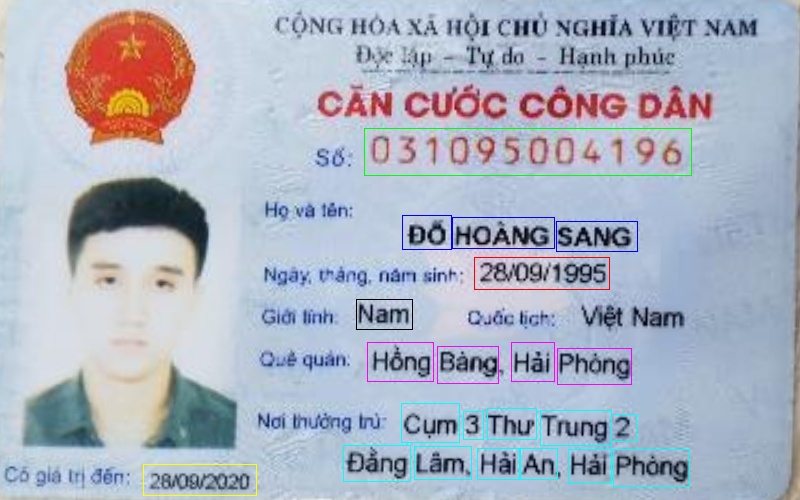 CỘNG HÒA XÃ HỘI CHỦ NGHĨA VIỆT NAM
Độc lập - Tự do - Hạnh phúc
CĂN CƯỚC CÔNG DÂN
Số: 031095004196
Họ và tên:
ĐỖ HOÀNG SANG
Ngày, tháng, năm sinh: 28/09/1995
Giới tính: Nam Quốc tịch: Việt Nam
Quê quán: Hồng Bàng, Hải Phòng
Nơi thường trú: Cụm 3 Thư Trung 2
Đằng Lâm, Hải An, Hải Phòng
Có giá trị đến: 28/09/2020